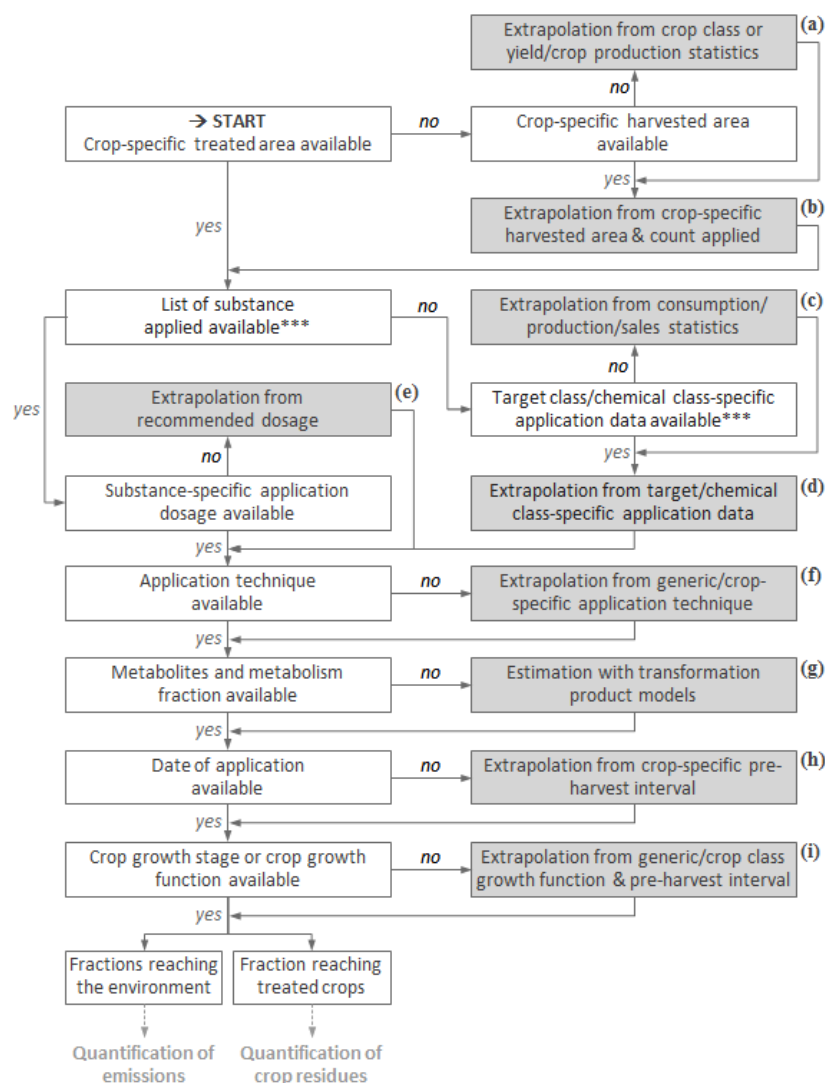 Extrapolation from crop class or
yield/crop production statistics
(a)
no
→ START
Crop-specific treated area available
no
Crop-specific harvested area
available
yes
yes
Extrapolation from crop-specific
harvested area & count applied
(b)
List of substance
applied available***
no
Extrapolation from consumption/
production/sales statistics
(c)
no
yes
Extrapolation from
recommended dosage
(e)
Target class/chemical class-specific
application data available***
no
yes
Substance-specific application
dosage available
Extrapolation from target/chemical
class-specific application data
(d)
yes
Application technique
available
no
Extrapolation from generic/crop-
specific application technique
(f)
yes
Metabolites and metabolism
fraction available
no
Estimation with transformation
product models
(g)
yes
Date of application
available
no
Extrapolation from crop-specific pre-
harvest interval
(h)
yes
Crop growth stage or crop growth
function available
no
Extrapolation from generic/crop class
growth function & pre-harvest interval
(i)
yes
Fractions reaching
the environment
Fraction reaching
treated crops
Quantification of
emissions
Quantification of
crop residues